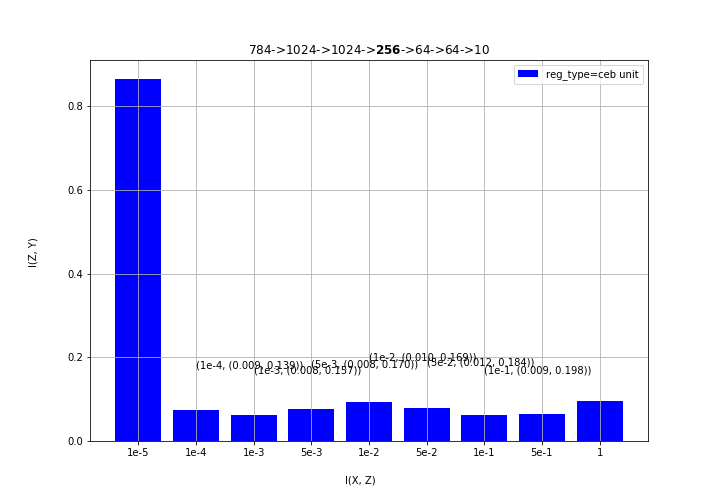 784->1024->1024->256->64->64->10
reg_type=ceb unit
I(Z, Y)
0.8
0.6
0.4
0.2
0.0
(1e-4, (0.009, 0.139))
(1e-3, (0.008, 0.157))
(5e-3, (0.008, 0.170))
(1e-2, (0.010, 0.169))
(5e-2, (0.012, 0.184))
(1e-1, (0.009, 0.198))
1e-5 1e-4 1e-3 5e-3 1e-2 5e-2 1e-1 5e-1 1
I(X, Z)